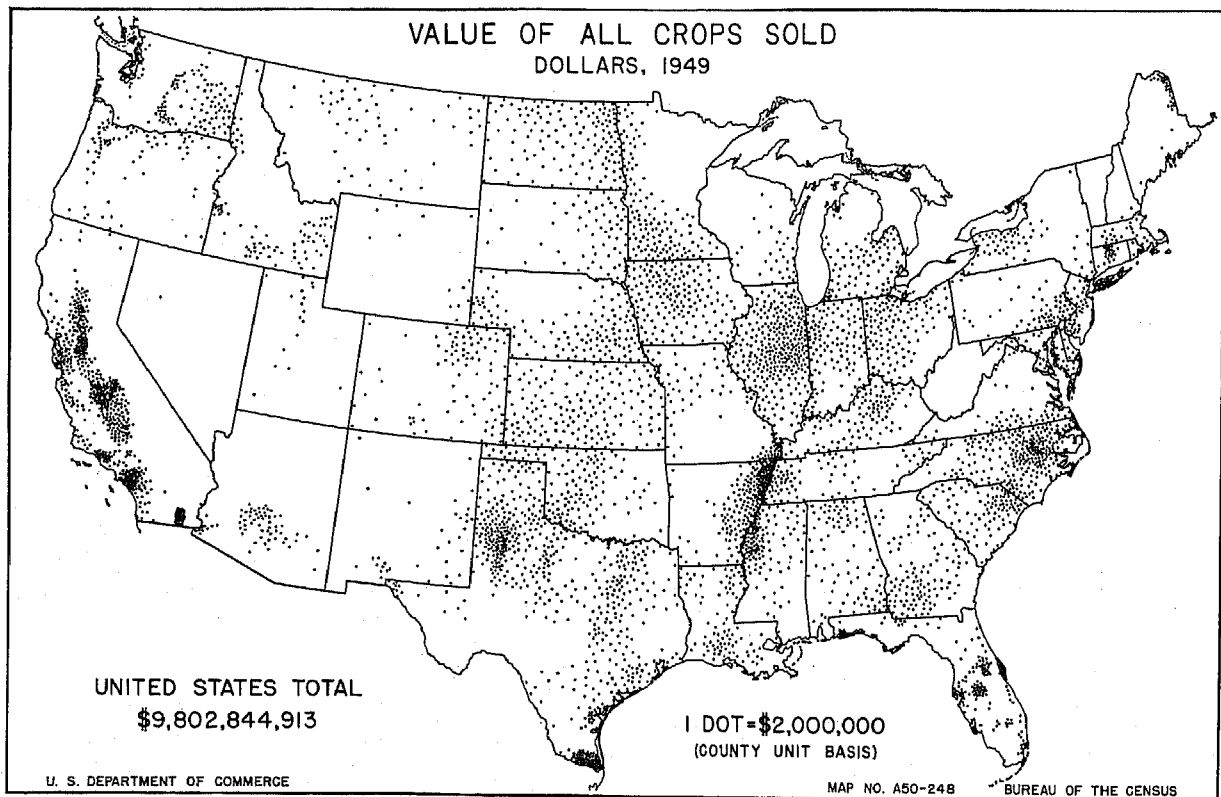 VALUE OF ALL CROPS SOLD
DOLLARS, 1949
UNITED STATES TOTAL
$9,802,844,913
1 DOT=$2,000,000
(COUNTY UNIT BASIS)
U. S. DEPARTMENT OF COMMERCE
MAP NO. A50-248
BUREAU OF THE CENSUS